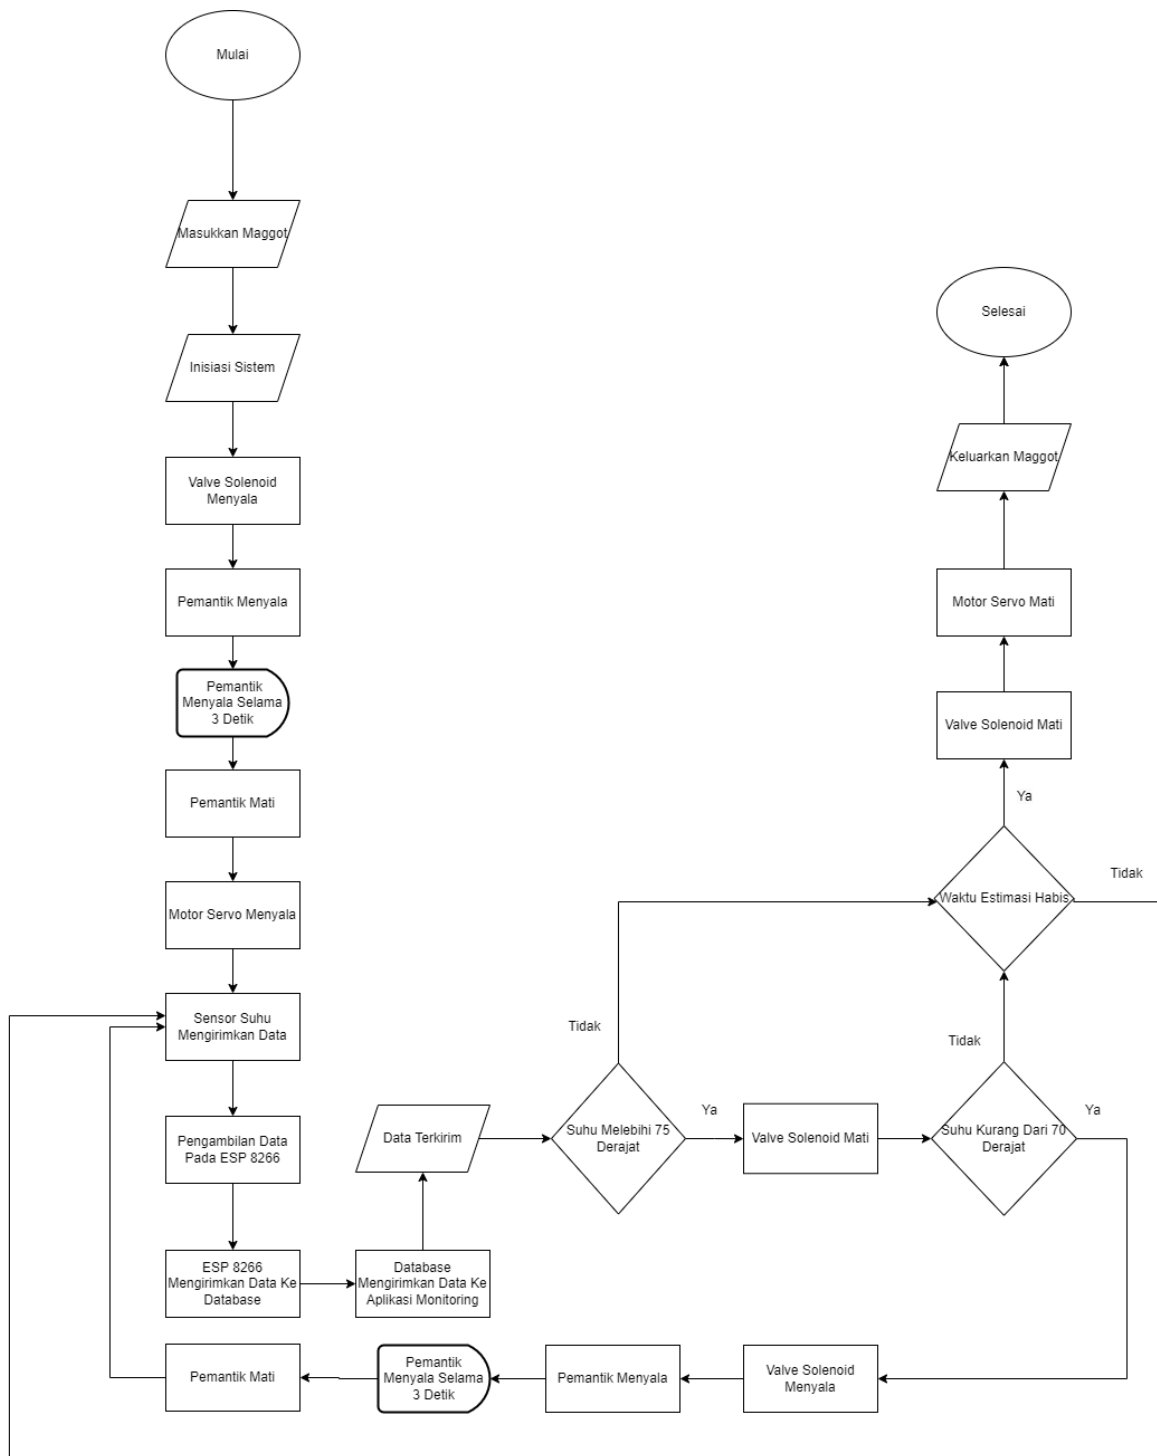 Mulai
Masukkan Maggot
Inisiasi Sistem
Valve Solenoid
Menyala
Pemantik Menyala
Pemantik
Menyala Selama
3 Detik
Pemantik Mati
Motor Servo Menyala
Sensor Suhu
Mengirimkan Data
Pengambilan Data
Pada ESP 8266
ESP 8266
Mengirimkan Data Ke
Database
Database
Mengirimkan Data Ke
Aplikasi Monitoring
Data Terkirim
Suhu Melebihi 75
Derajat
Tidak
Ya
Valve Solenoid Mati
Suhu Kurang Dari 70
Derajat
Tidak
Ya
Valve Solenoid
Menyala
Pemantik Menyala
Pemantik
Menyala Selama
3 Detik
Pemantik Mati
Waktu Estimasi Habis
Tidak
Ya
Valve Solenoid Mati
Motor Servo Mati
Keluarkan Maggot
Selesai